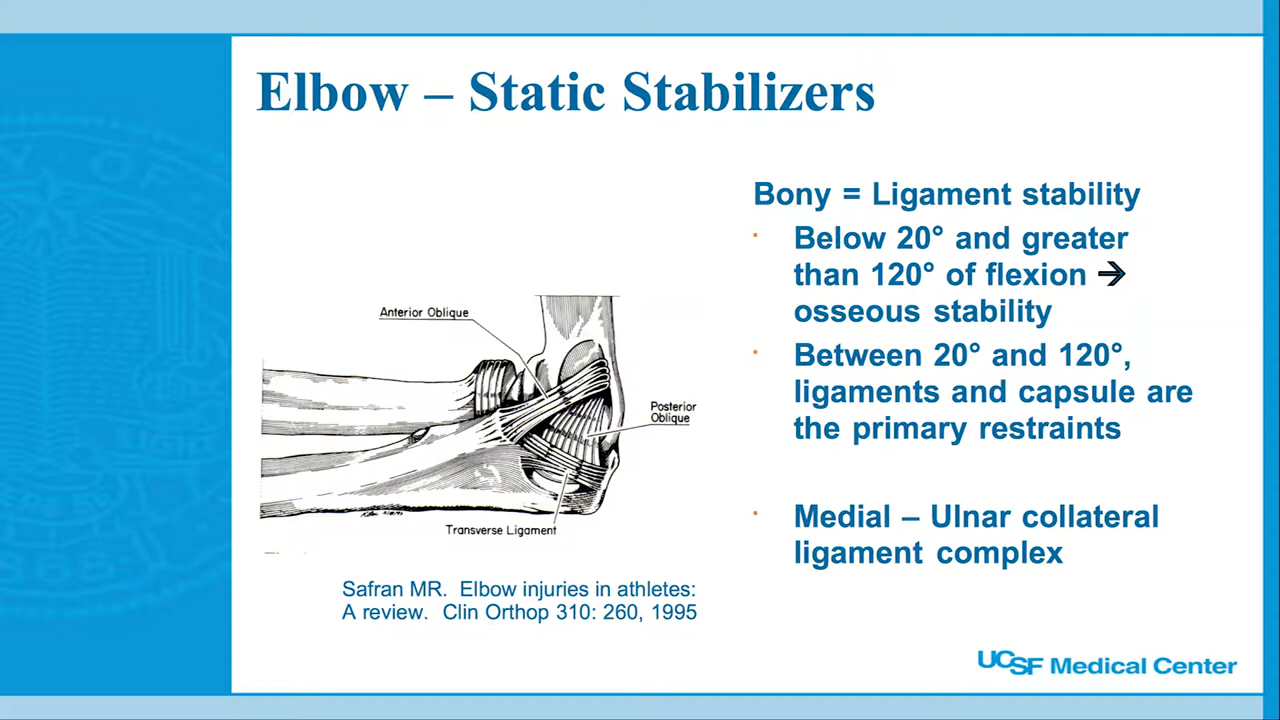 Elbow – Static Stabilizers
Bony = Ligament stability
· Below 20° and greater
than 120° of flexion →
osseous stability
· Between 20° and 120°,
ligaments and capsule are
the primary restraints
· Medial – Ulnar collateral
ligament complex
Anterior Oblique
Posterior
Oblique
Transverse Ligament
Safran MR. Elbow injuries in athletes:
A review. Clin Orthop 310: 260, 1995
UCSF Medical Center